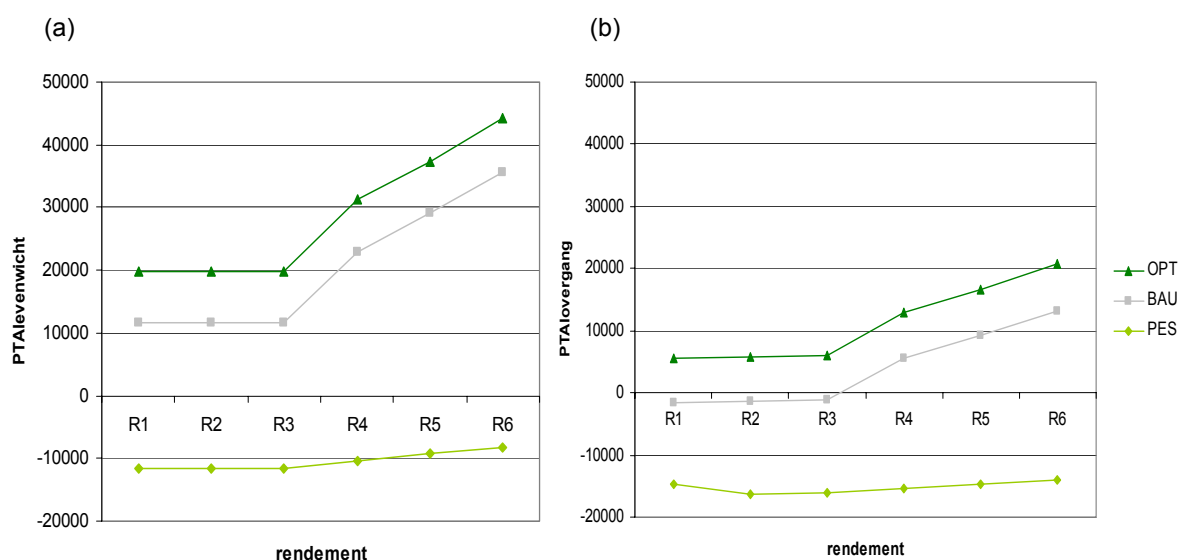 (a)
PTAIevenwicht
50000
40000
30000
20000
10000
0
-10000
-20000
R1 R2 R3 R4 R5 R6
rendement
(b)
PTAIovergang
50000
40000
30000
20000
10000
0
-10000
-20000
R1 R2 R3 R4 R5 R6
rendement
OPT
BAU
PES